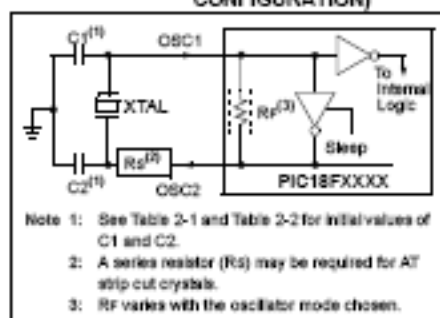 CONFIGURATION)
C1(1)
OSC1
To
Internal
Logic
XTAL
RF(3)
Sleep
C2(1)
RS(2)
OSC2
PIC18FXXXX
Note 1: See Table 2-1 and Table 2-2 for initial values of
C1 and C2.
2: A series resistor (RS) may be required for AT
strip cut crystals.
3: RF varies with the oscillator mode chosen.